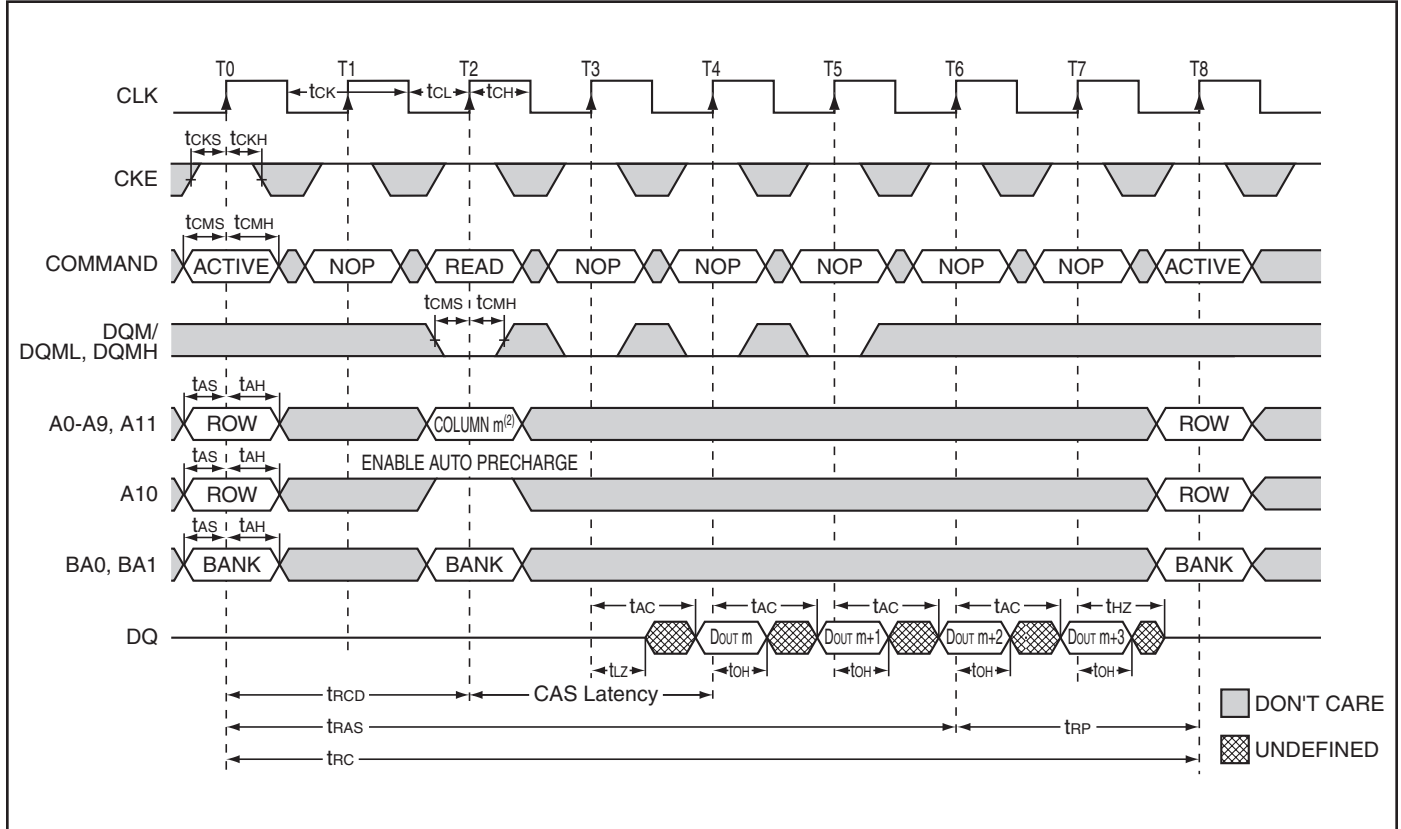 T0 T1 T2 T3 T4 T5 T6 T7 T8
CLK
tCK tCL tCH
tCKS tCKH
CKE
tCMS tCMH
COMMAND ACTIVE NOP READ NOP NOP NOP NOP NOP ACTIVE
tCMS tCMH
DQM/
DQML, DQMH
tAS tAH
A0-A9, A11 ROW COLUMN m(2) ROW
tAS tAH ENABLE AUTO PRECHARGE
A10 ROW ROW
tAS tAH
BA0, BA1 BANK BANK BANK
tAC tAC tAC tAC tHZ
DQ DOUT m DOUT m+1 DOUT m+2 DOUT m+3
tLZ tOH tOH tOH tOH
tRCD CAS Latency
tRAS tRP
tRC
DON'T CARE
UNDEFINED